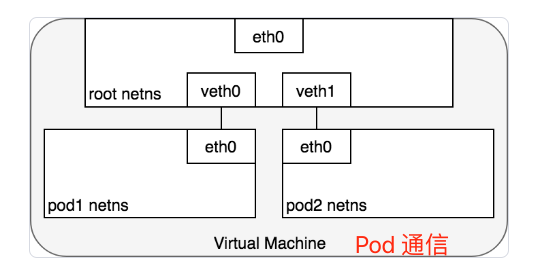 eth0
root netns
veth0
veth1
eth0
eth0
pod1 netns
pod2 netns
Virtual Machine
Pod 通信